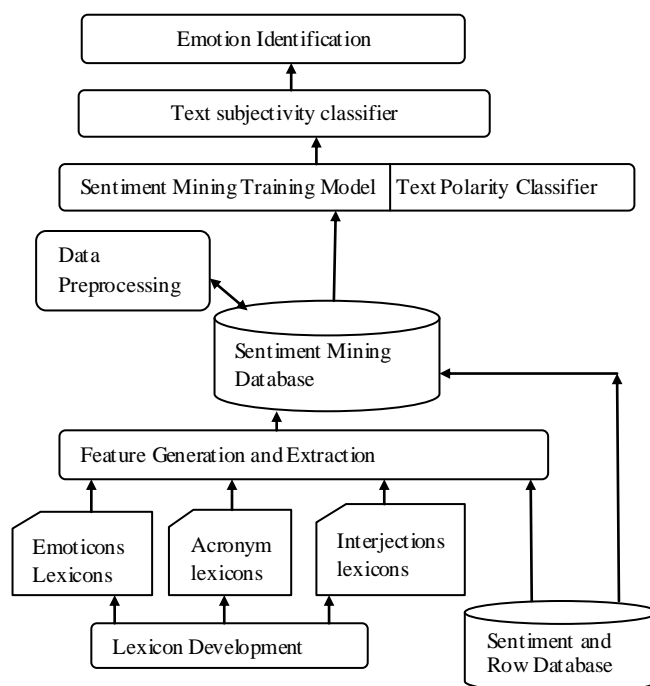 Emotion Identification
Text subjectivity classifier
Sentiment Mining Training Model
Text Polarity Classifier
Data
Preprocessing
Sentiment Mining
Database
Feature Generation and Extraction
Emoticons
Lexicons
Acronym
lexicons
Interjections
lexicons
Lexicon Development
Sentiment and
Row Database